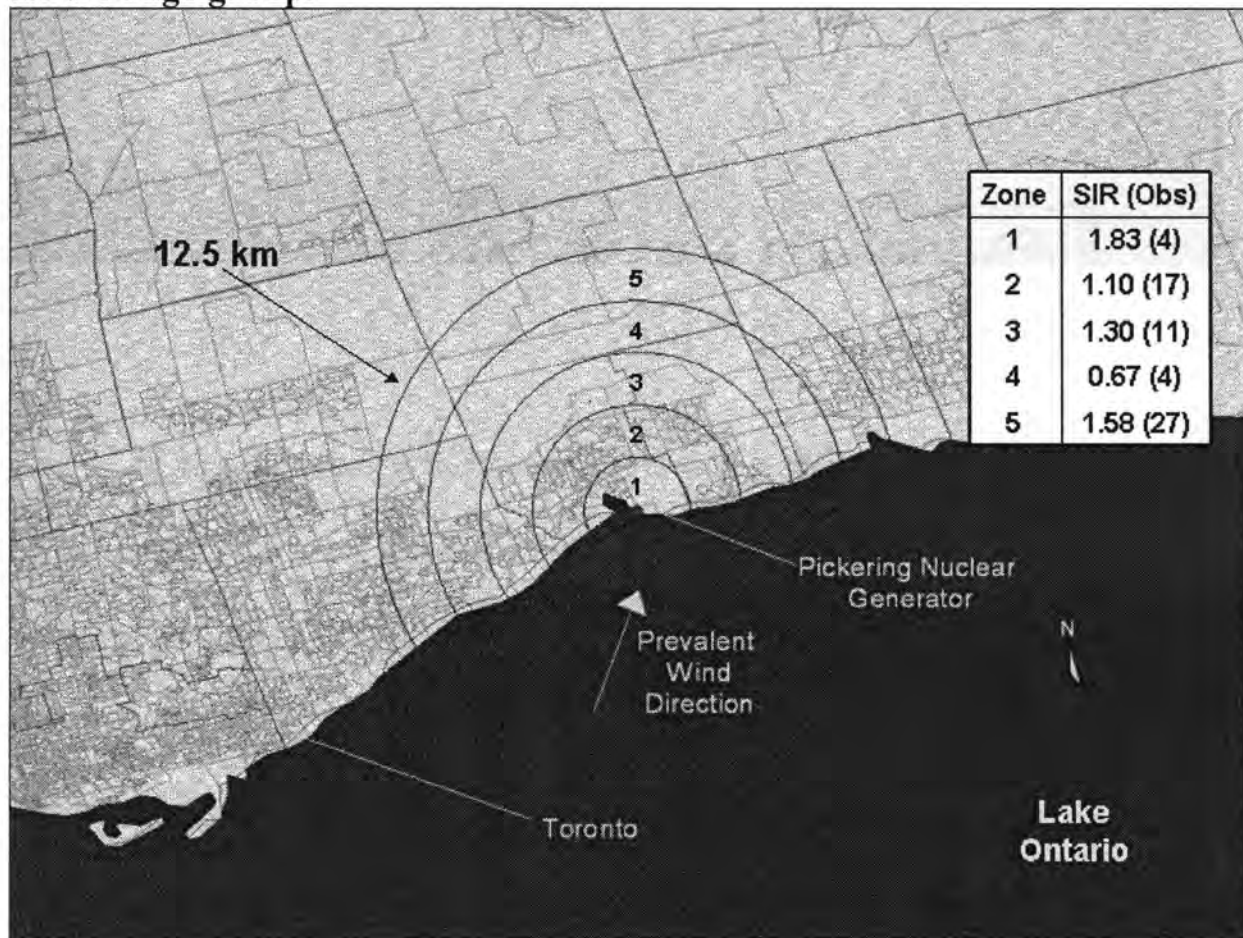 12.5 km
5
4
3
2
1
Zone SIR (Obs)
1 1.83 (4)
2 1.10 (17)
3 1.30 (11)
4 0.67 (4)
5 1.58 (27)
Pickering Nuclear
Generator
Prevalent
Wind
Direction
N
Toronto
Lake
Ontario